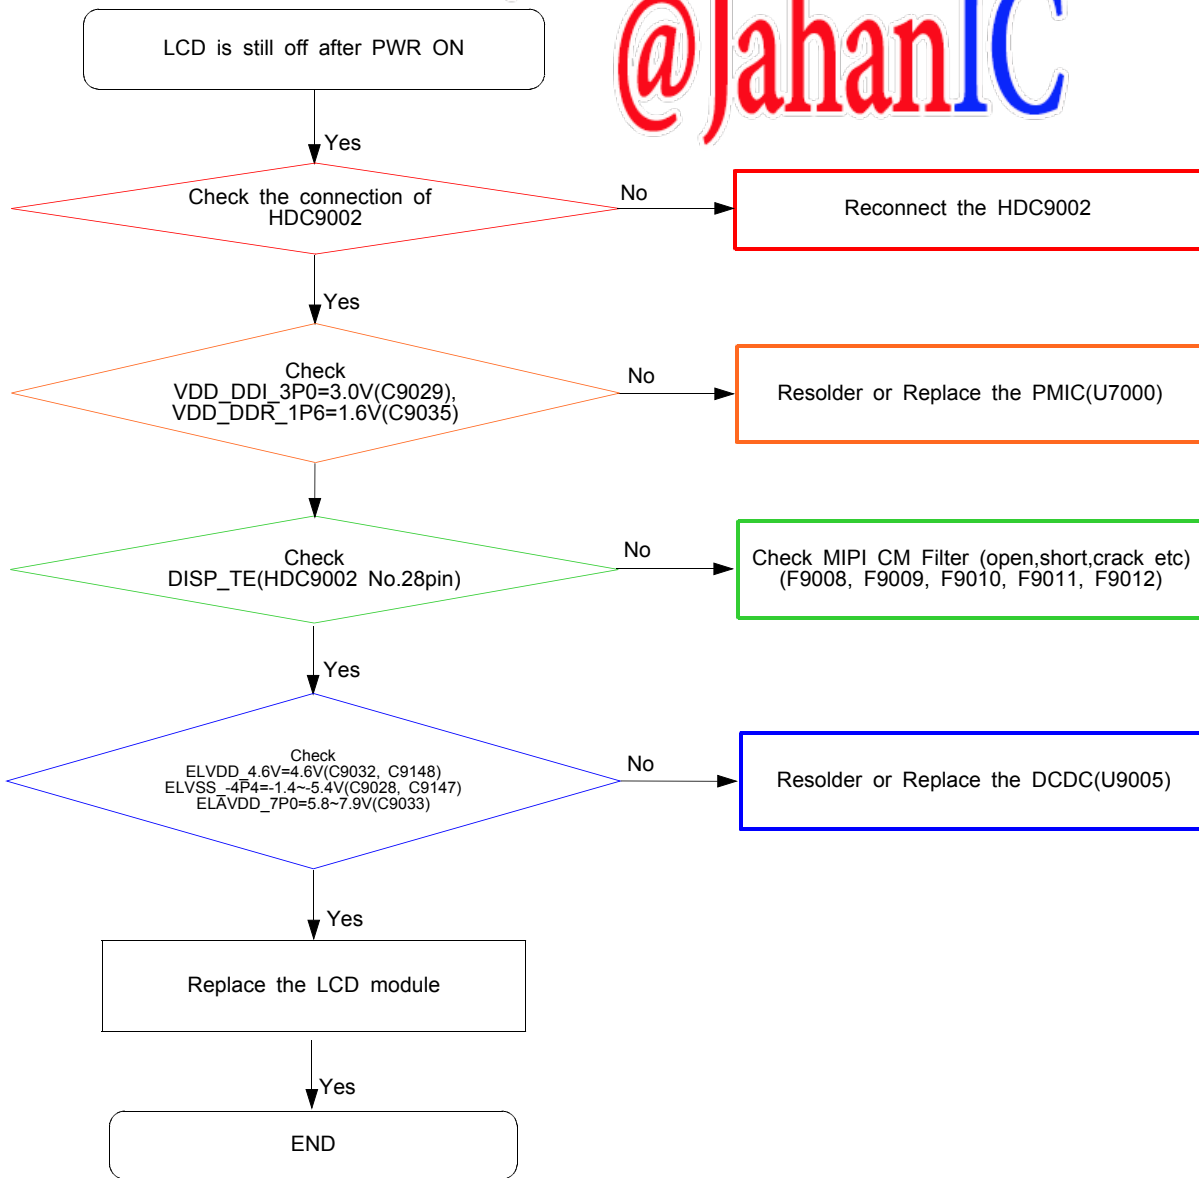 @JahanIC
LCD is still off after PWR ON
Yes
Check the connection of
HDC9002
No
Reconnect the HDC9002
Yes
Check
VDD_DDI_3P0=3.0V(C9029),
VDD_DDR_1P6=1.6V(C9035)
No
Resolder or Replace the PMIC(U7000)
Check
DISP_TE(HDC9002 No.28pin)
No
Check MIPI CM Filter (open,short,crack etc)
(F9008, F9009, F9010, F9011, F9012)
Yes
Check
ELVDD_4.6V=4.6V(C9032, C9148)
ELVSS_-4P4=-1.4~-5.4V(C9028, C9147)
ELAVDD_7P0=5.8~7.9V(C9033)
No
Resolder or Replace the DCDC(U9005)
Yes
Replace the LCD module
Yes
END